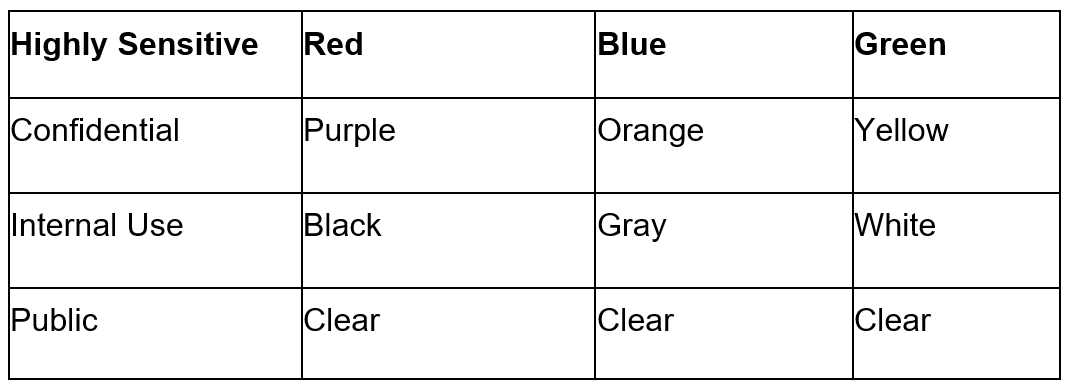 Highly Sensitive Red Blue Green
Confidential Purple Orange Yellow
Internal Use Black Gray White
Public Clear Clear Clear